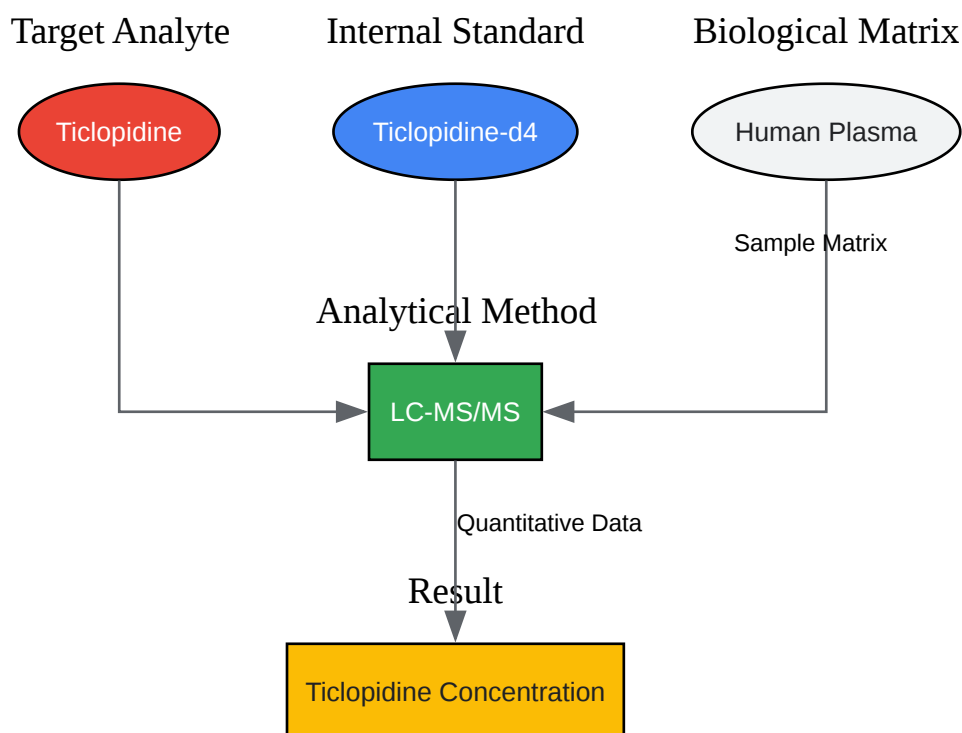 Target Analyte
Internal Standard
Biological Matrix
Ticlopidine
Ticlopidine-d4
Human Plasma
Sample Matrix
Analytical Method
LC-MS/MS
Quantitative Data
Result
Ticlopidine Concentration